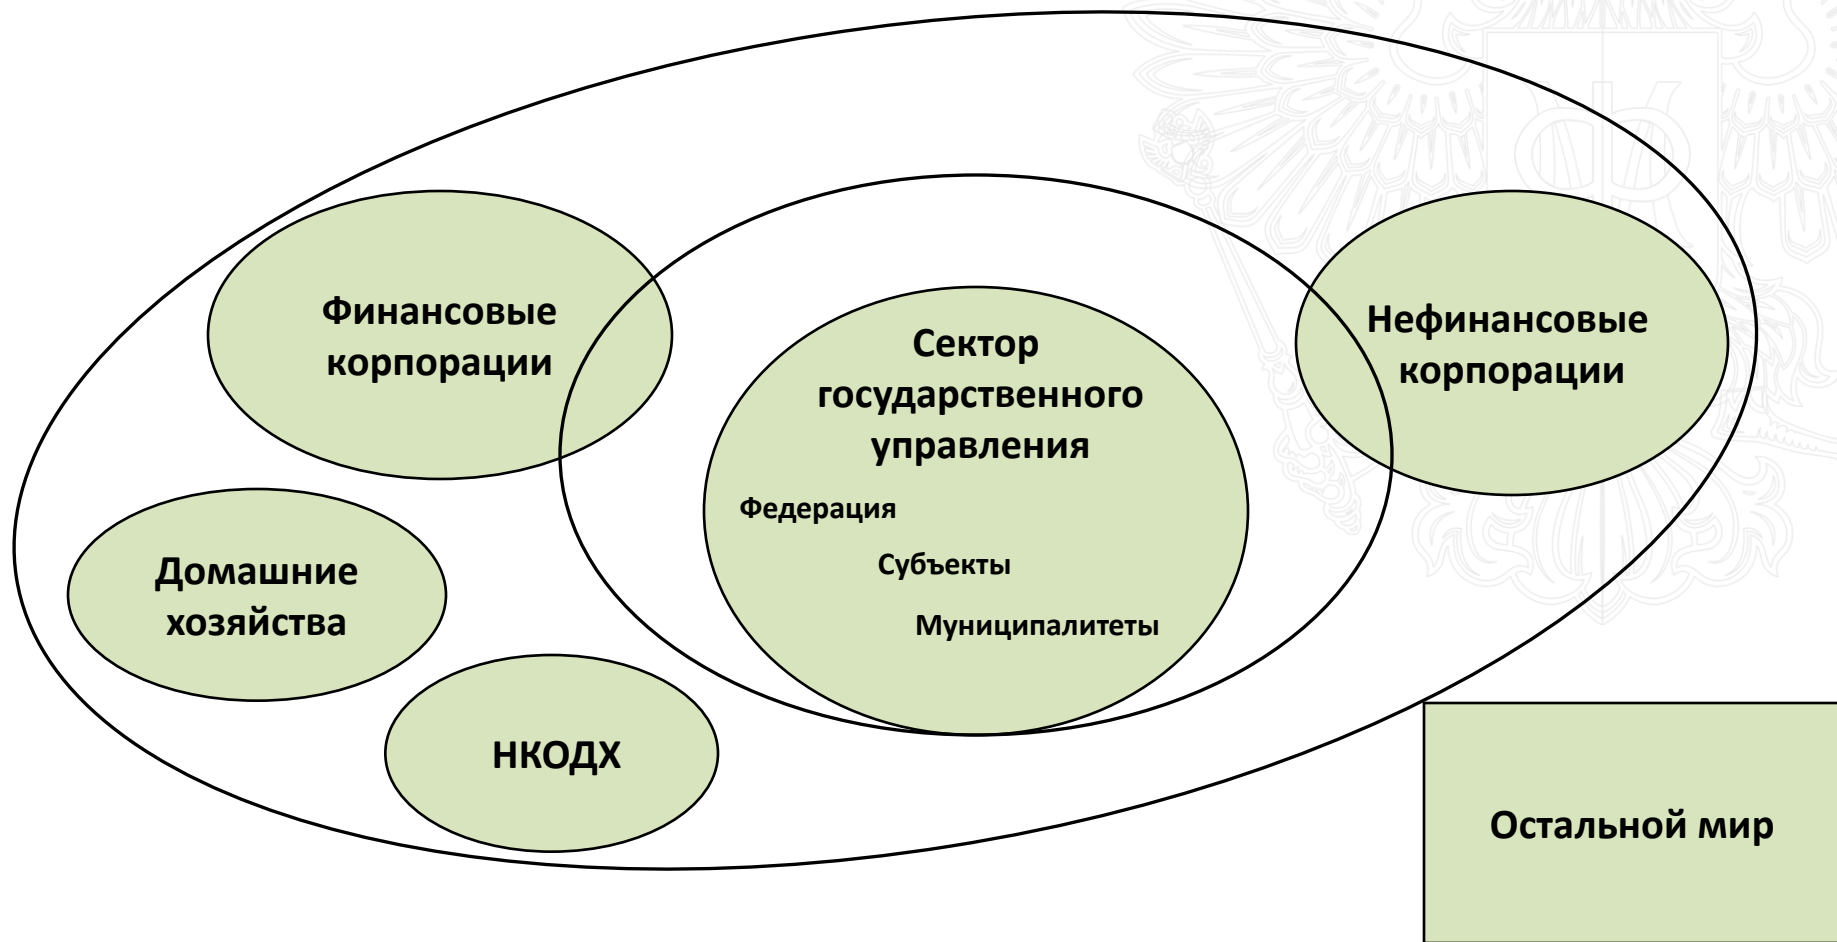 Финансовые
корпорации
Сектор
государственного
управления
Федерация
Субъекты
Муниципалитеты
Нефинансовые
корпорации
Домашние
хозяйства
НКОДХ
Остальной мир